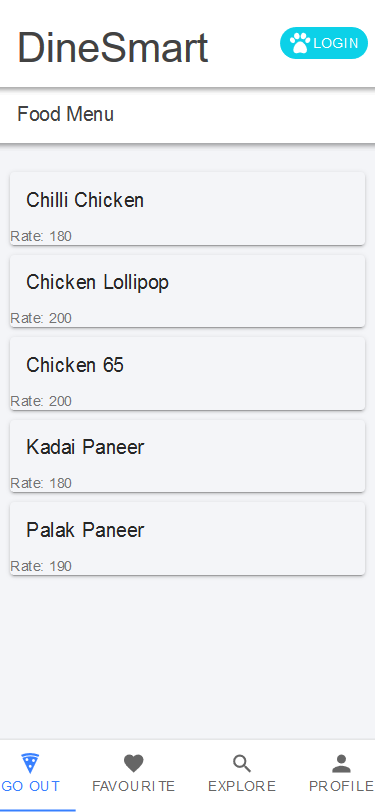 DineSmart
LOGIN
Food Menu
Chilli Chicken
Rate: 180
Chicken Lollipop
Rate: 200
Chicken 65
Rate: 200
Kadai Paneer
Rate: 180
Palak Paneer
Rate: 190
GO OUT FAVOURITE EXPLORE PROFILE